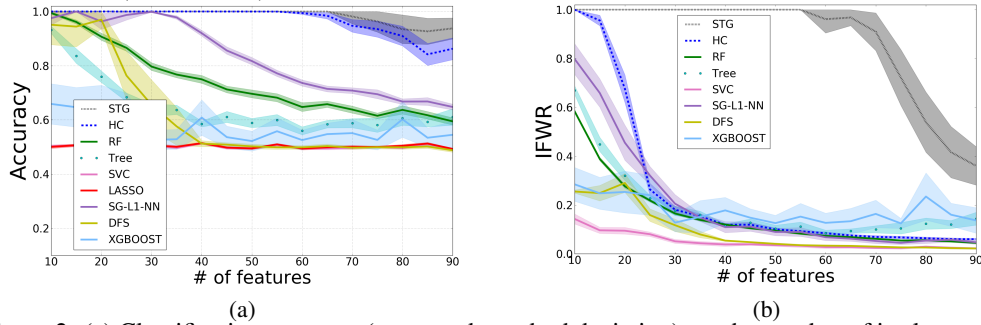 Accuracy
1.0
0.8
0.6
0.4
0.2
STG
HC
RF
Tree
SVC
LASSO
SG-L1-NN
DFS
XGBOOST
10 20 30 40 50 60 70 80 90
# of features
(a)
IFWR
1.0
0.8
0.6
0.4
0.2
0.0
STG
HC
RF
Tree
SVC
SG-L1-NN
DFS
XGBOOST
10 20 30 40 50 60 70 80 90
# of features
(b)